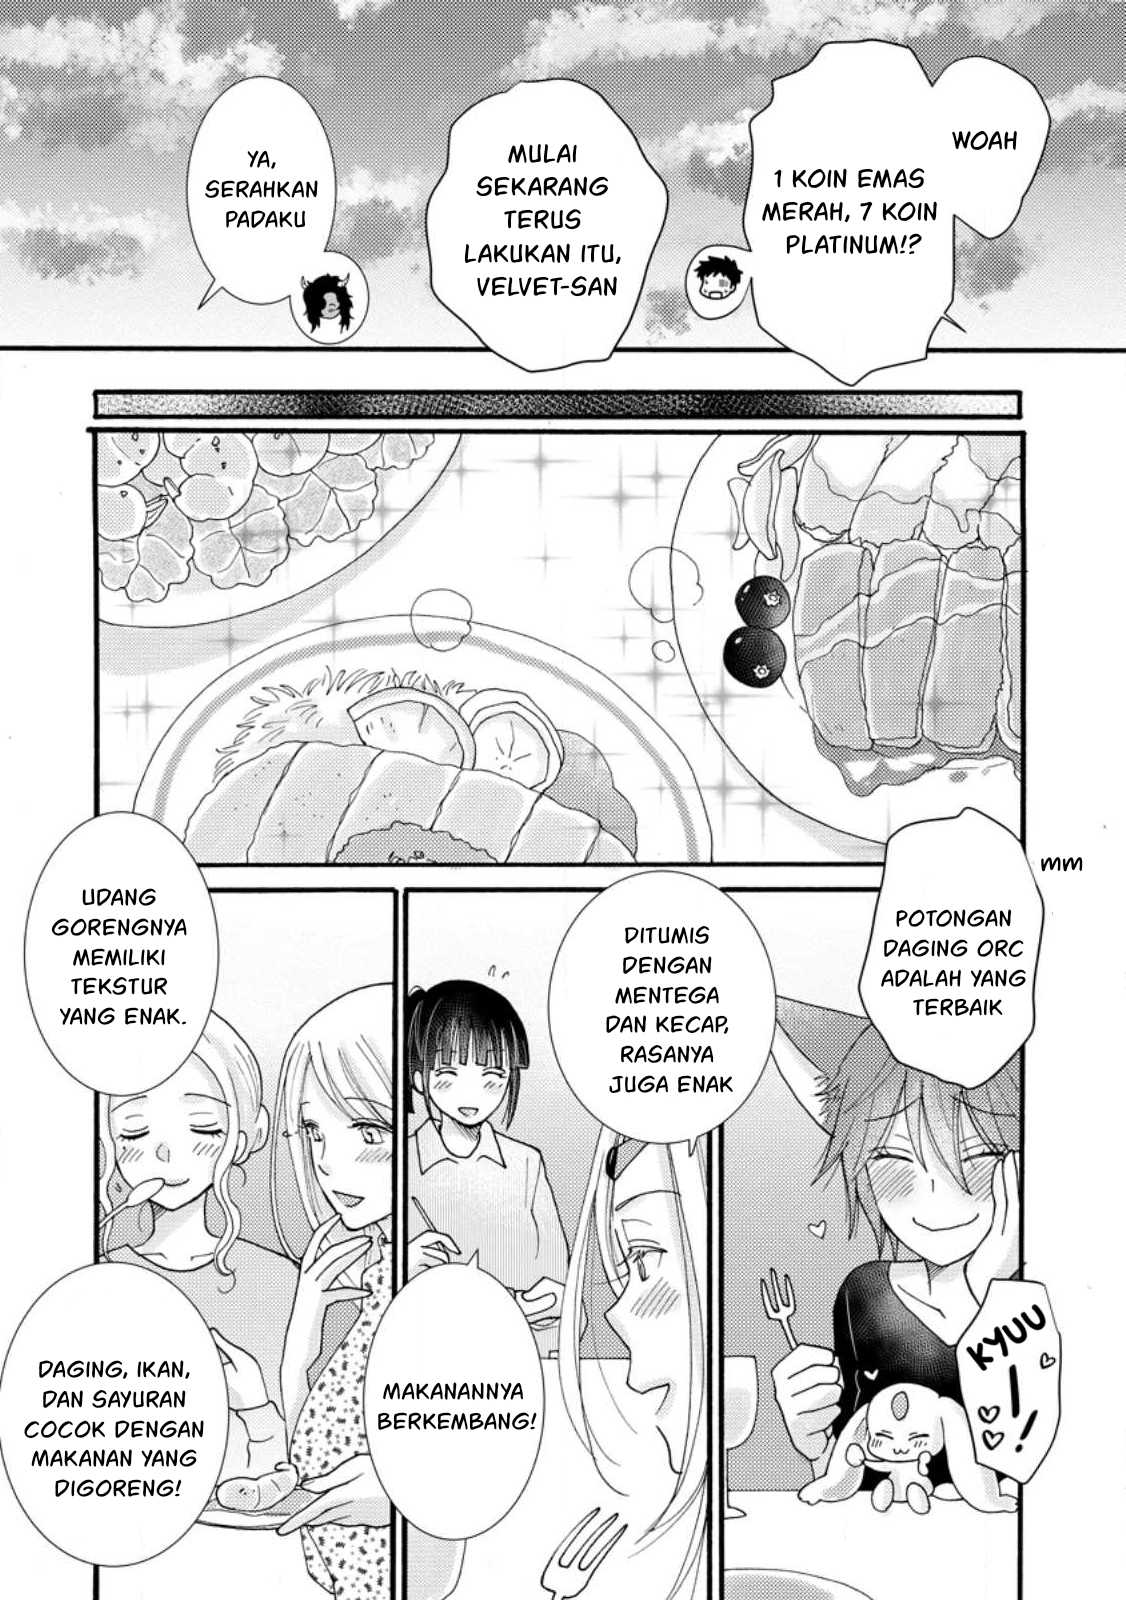 WOAH
1 KOIN EMAS
MERAH, 7 KOIN
PLATINUM!?
MULAI
SEKARANG
TERUS
LAKUKAN ITU,
VELVET-SAN
YA,
SERAHKAN
PADAKU
mm
POTONGAN
DAGING ORC
ADALAH YANG
TERBAIK
KYUU
!!
DITUMIS
DENGAN
MENTEGA
DAN KECAP,
RASANYA
JUGA ENAK
MAKANANNYA
BERKEMBANG!
UDANG
GORENGNYA
MEMILIKI
TEKSTUR
YANG ENAK.
DAGING, IKAN,
DAN SAYURAN
COCOK DENGAN
MAKANAN YANG
DIGORENG!